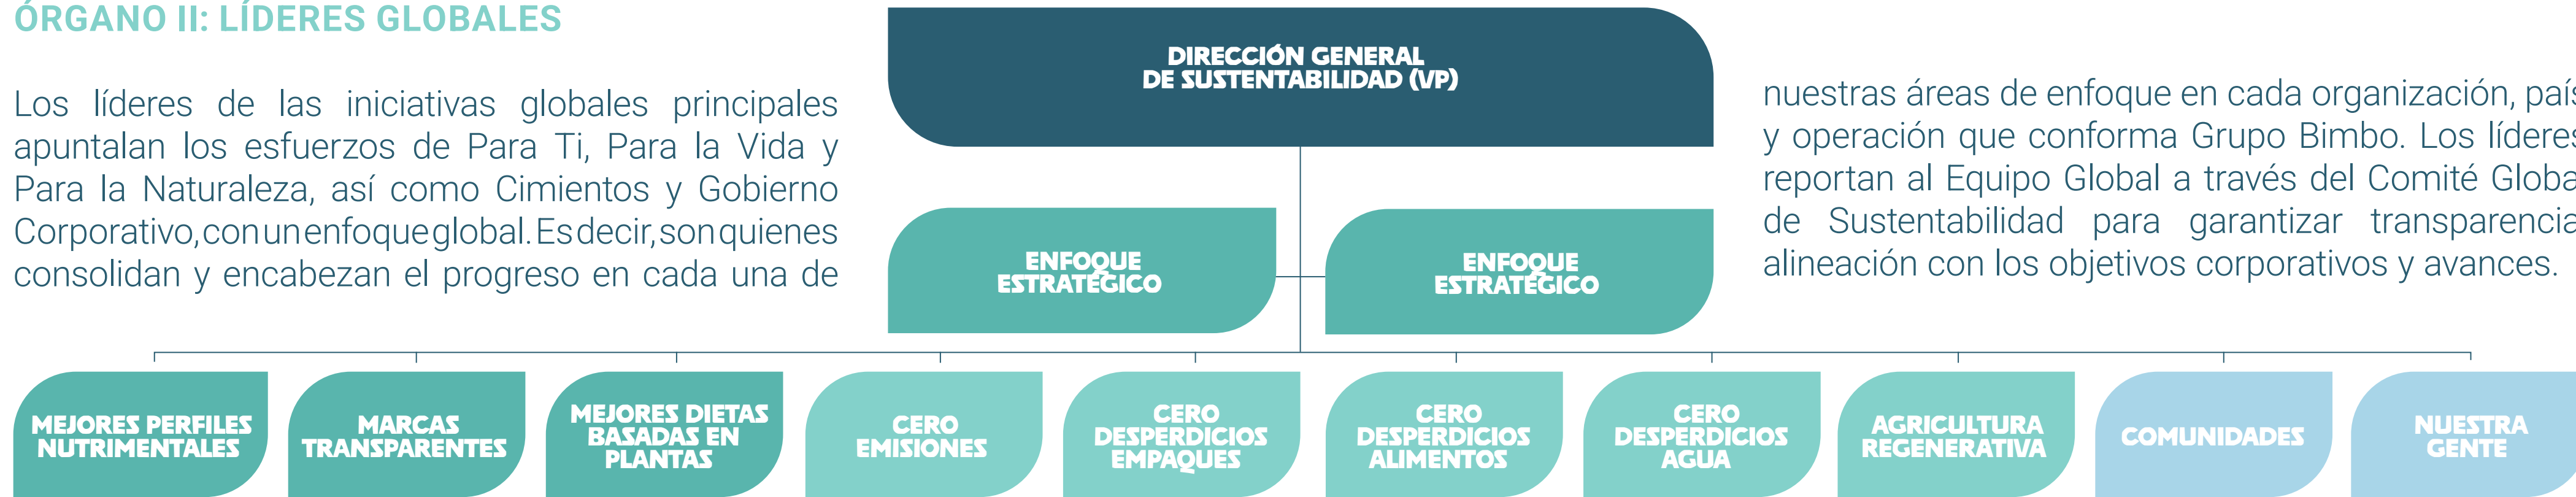 ÓRGANO II: LÍDERES GLOBALES
Los líderes de las iniciativas globales principales
apuntalan los esfuerzos de Para Ti, Para la Vida y
Para la Naturaleza, así como Cimientos y Gobierno
Corporativo, con un enfoque global. Es decir, son quienes
consolidan y encabezan el progreso en cada una de
nuestras áreas de enfoque en cada organización, país
y operación que conforma Grupo Bimbo. Los líderes
reportan al Equipo Global a través del Comité Global
de Sustentabilidad para garantizar transparencia,
alineación con los objetivos corporativos y avances.
DIRECCIÓN GENERAL
DE SUSTENTABILIDAD (VP)
ENFOQUE
ESTRATÉGICO
ENFOQUE
ESTRATÉGICO
MEJORES PERFILES
NUTRIMENTALES
MARCAS
TRANSPARENTES
MEJORES DIETAS
BASADAS EN
PLANTAS
CERO
EMISIONES
CERO
DESPERDICIOS
EMPAQUES
CERO
DESPERDICIOS
ALIMENTOS
CERO
DESPERDICIOS
AGUA
AGRICULTURA
REGENERATIVA
COMUNIDADES
NUESTRA
GENTE